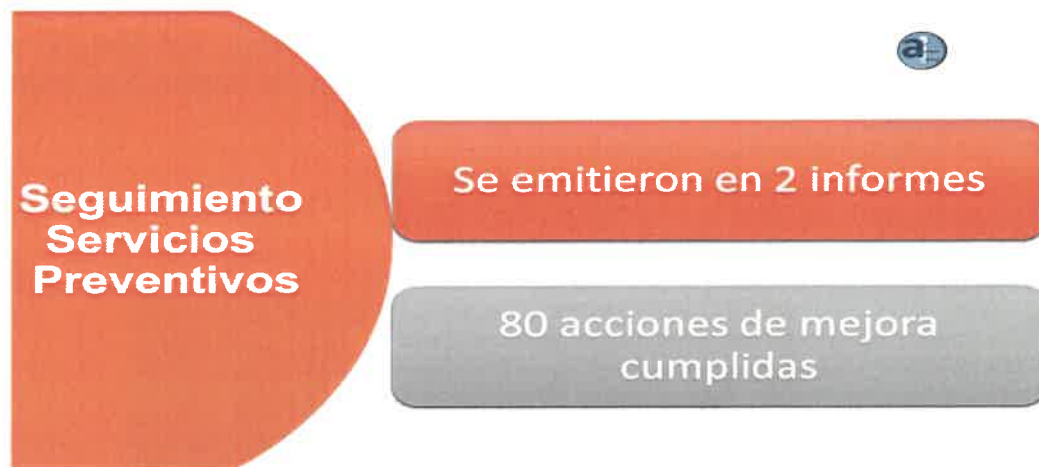 Seguimiento
Servicios
Preventivos
Se emitieron en 2 informes
80 acciones de mejora
cumplidas